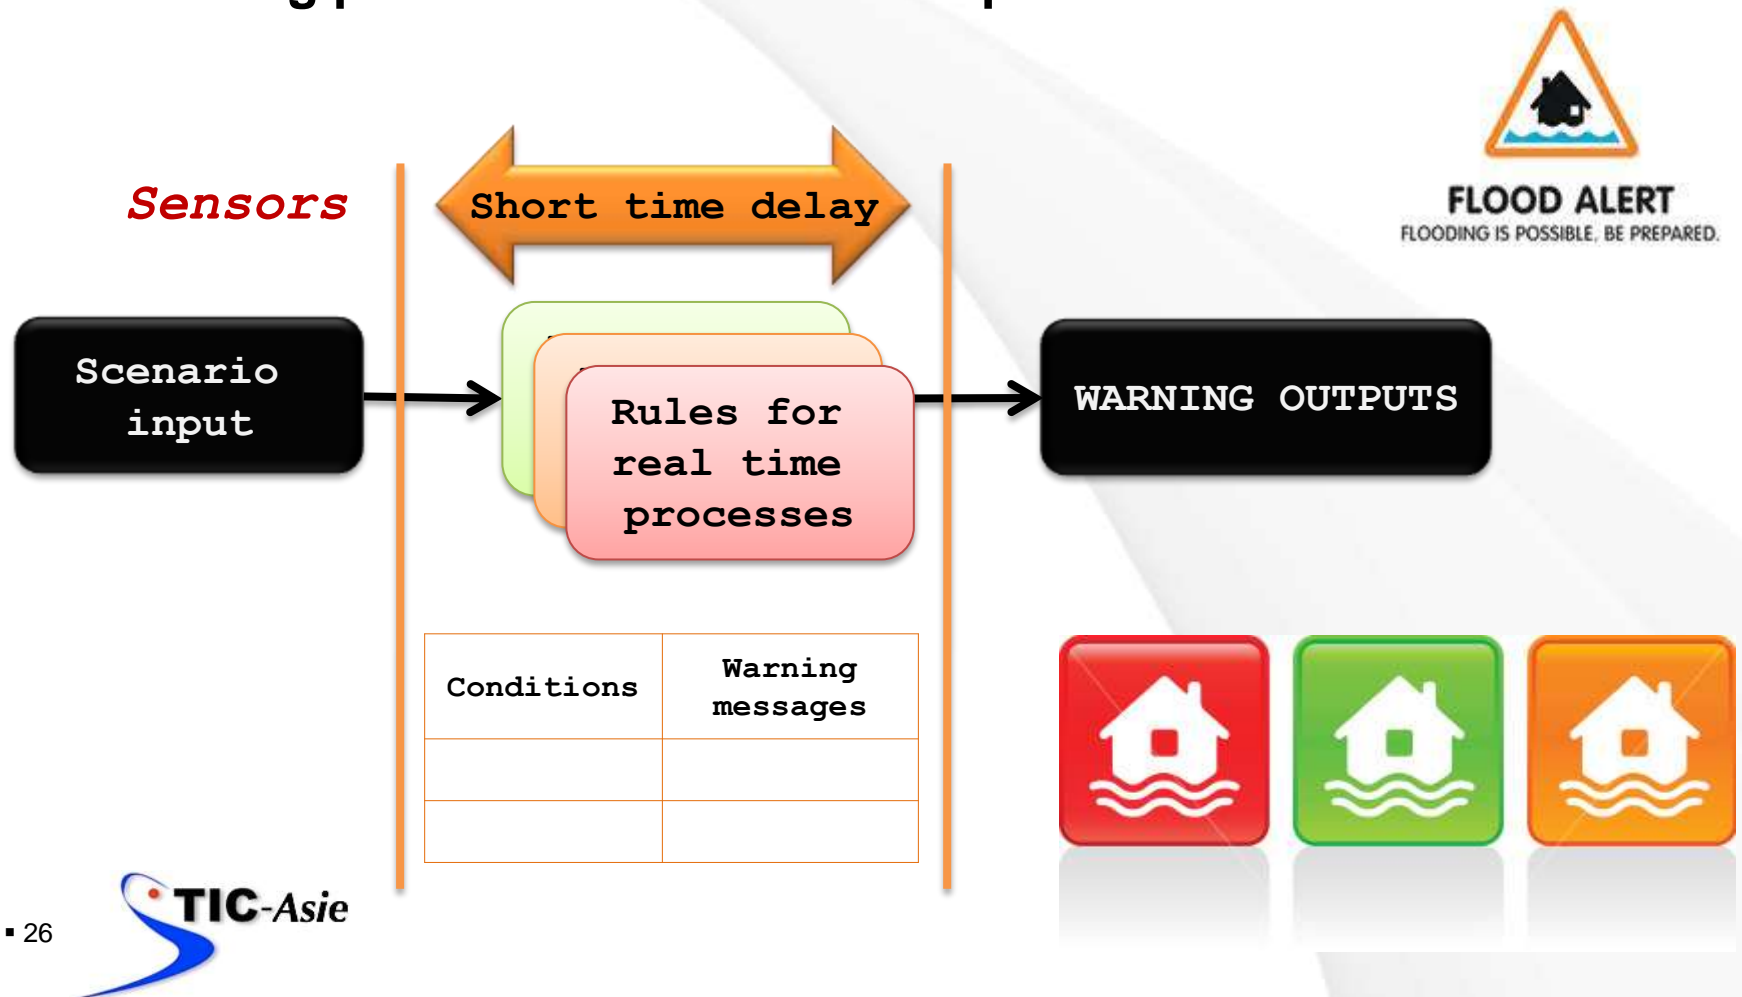 Sensors
Short time delay
FLOOD ALERT
FLOODING IS POSSIBLE, BE PREPARED.
Scenario
input
Rules for
real time
processes
WARNING OUTPUTS
Conditions
Warning
messages
STIC-Asie
▪ 26